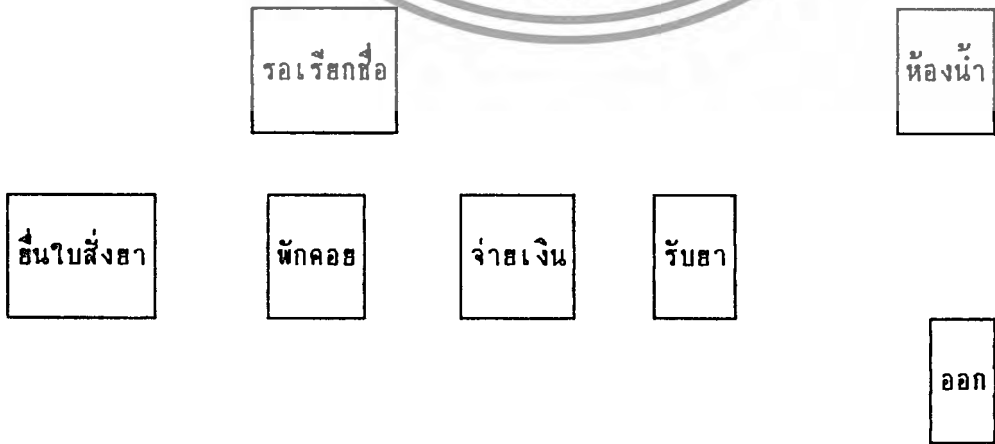 รอเรียกชื่อ
ห้องน้ำ
ยื่นใบสั่งยา
พักคอย
จ่ายเงิน
รับยา
ออก